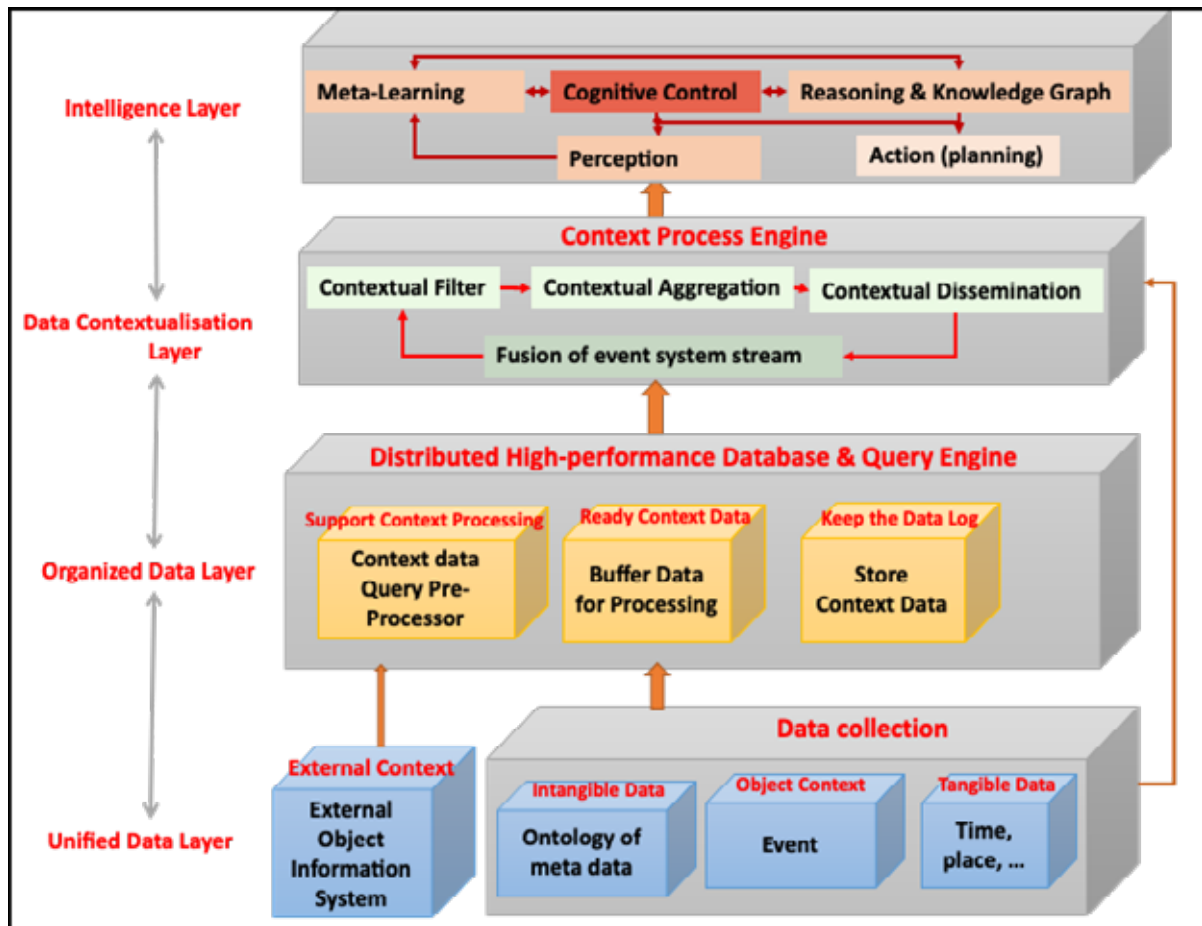 Meta-Learning
Cognitive Control
Reasoning & Knowledge Graph
Intelligence Layer
Perception
Action (planning)
Context Process Engine
Contextual Filter
Contextual Aggregation
Contextual Dissemination
Data Contextualisation
Layer
Fusion of event system stream
Distributed High-performance Database & Query Engine
Support Context Processing
Ready Context Data
Keep the Data Log
Context data
Query Pre-
Processor
Buffer Data
for Processing
Store
Context Data
Organized Data Layer
Data collection
External Context
Intangible Data
Object Context
Tangible Data
External
Object
Information
System
Ontology of
meta data
Event
Time,
place, ...
Unified Data Layer